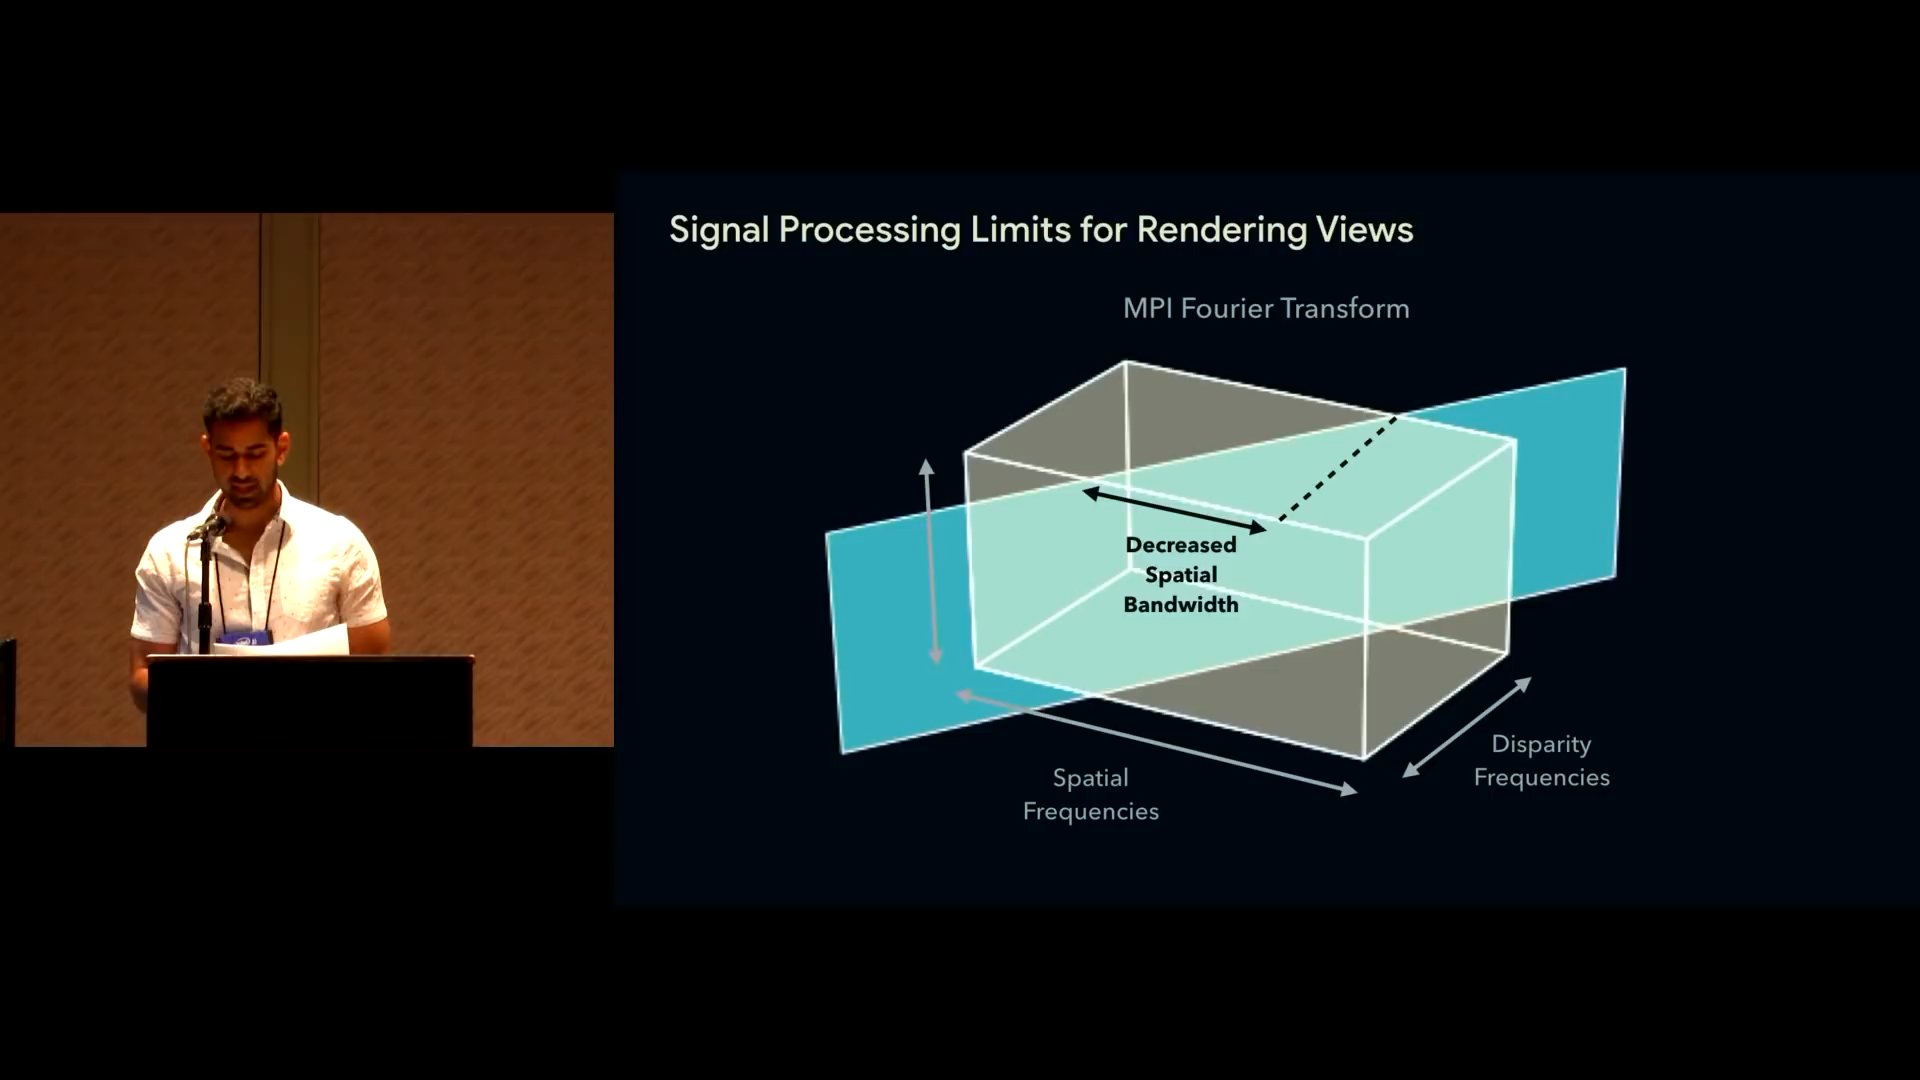 Signal Processing Limits for Rendering Views
MPI Fourier Transform
Decreased
Spatial
Bandwidth
Disparity
Frequencies
Spatial
Frequencies